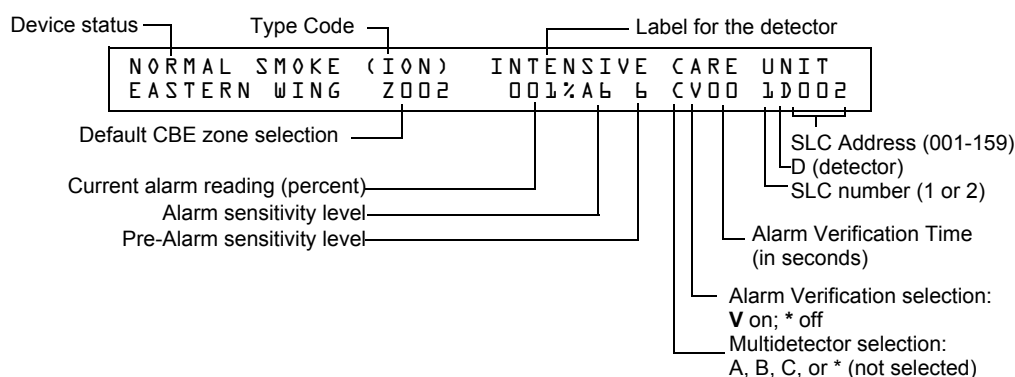 Device status
Type Code
Label for the detector
NORMAL SMOKE (ION) INTENSIVE CARE UNIT
EASTERN WING Z002 001%A6 6 CV00 1D002
Default CBE zone selection
SLC Address (001-159)
D (detector)
SLC number (1 or 2)
Current alarm reading (percent)
Alarm sensitivity level
Pre-Alarm sensitivity level
Alarm Verification Time
(in seconds)
Alarm Verification selection:
V on; * off
Multidetector selection:
A, B, C, or * (not selected)